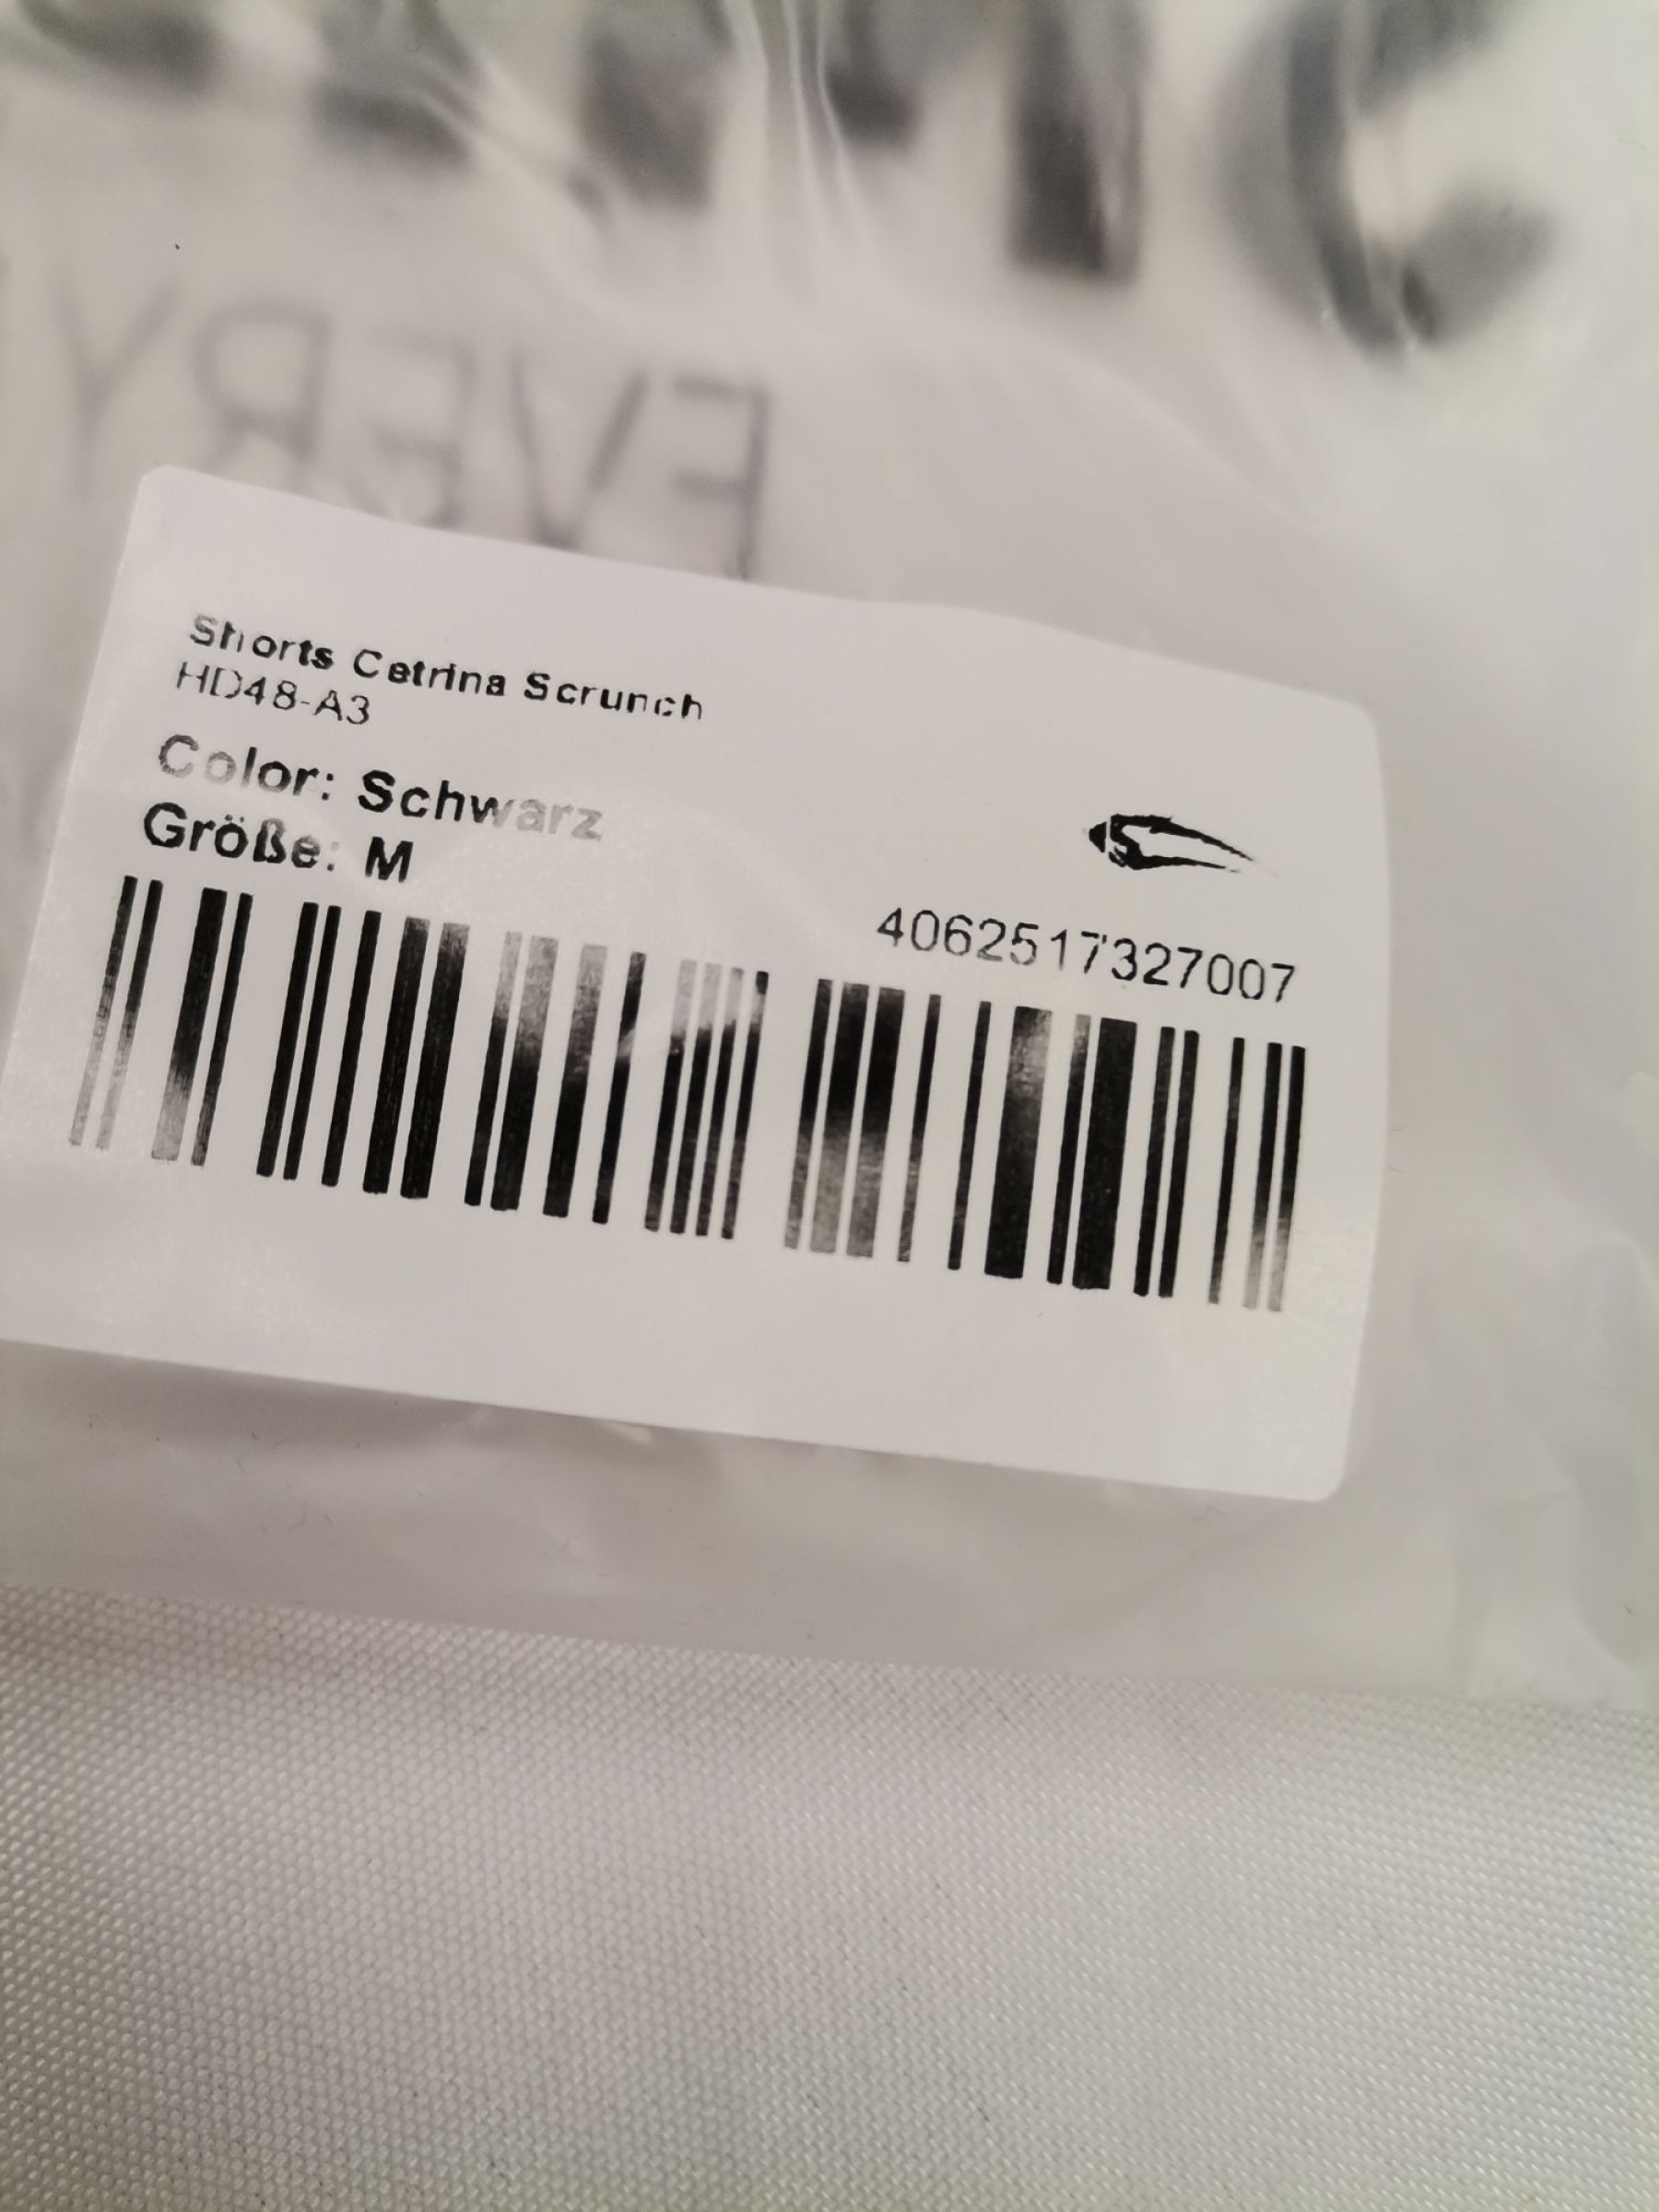 EVERY
Shorts Cetrina Scrunch
HD48-A3
Color: Schwarz
Größe: M
4062517327007